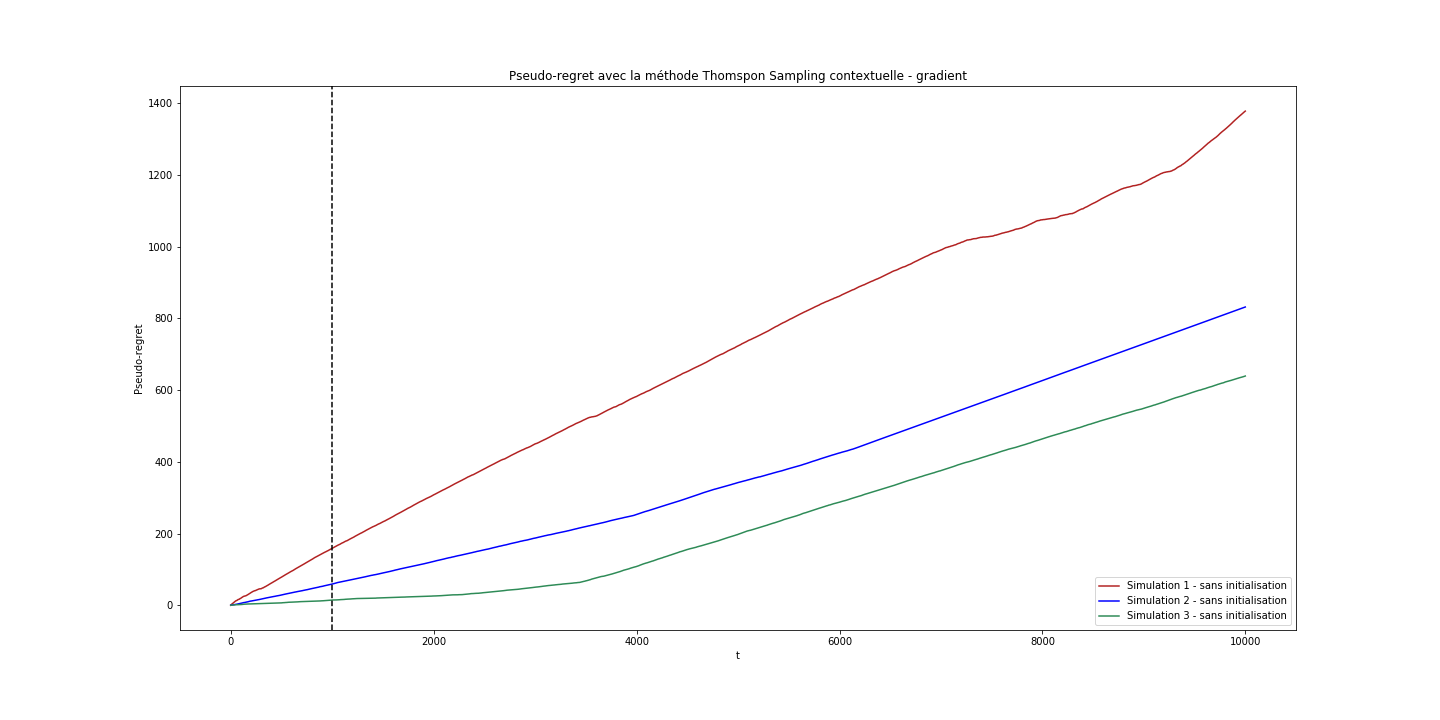 Pseudo-regret avec la méthode Thomspon Sampling contextuelle - gradient
Pseudo-regret
1400
1200
1000
800
600
400
200
0
0
2000
4000
6000
8000
10000
t
Simulation 1 - sans initialisation
Simulation 2 - sans initialisation
Simulation 3 - sans initialisation